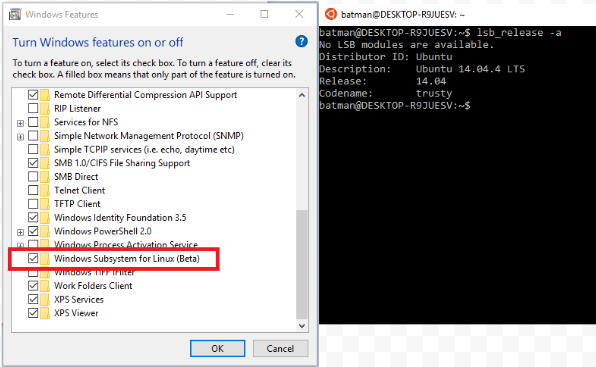 Windows Features
Turn Windows features on or off
To turn a feature on, select its check box. To turn a feature off, clear its
check box. A filled box means that only part of the feature is turned on.
Remote Differential Compression API Support
RIP Listener
Services for NFS
Simple Network Management Protocol (SNMP)
Simple TCPIP services (i.e. echo, daytime etc)
SMB 1.0/CIFS File Sharing Support
SMB Direct
Telnet Client
TFTP Client
Windows Identity Foundation 3.5
Windows PowerShell 2.0
Windows Process Activation Service
Windows Subsystem for Linux (Beta)
Windows TIFF IFilter
Work Folders Client
XPS Services
XPS Viewer
OK
Cancel
batman@DESKTOP-R9JUESV: ~
batman@DESKTOP-R9JUESV:~$ lsb_release -a
No LSB modules are available.
Distributor ID: Ubuntu
Description: Ubuntu 14.04.4 LTS
Release: 14.04
Codename: trusty
batman@DESKTOP-R9JUESV:~$